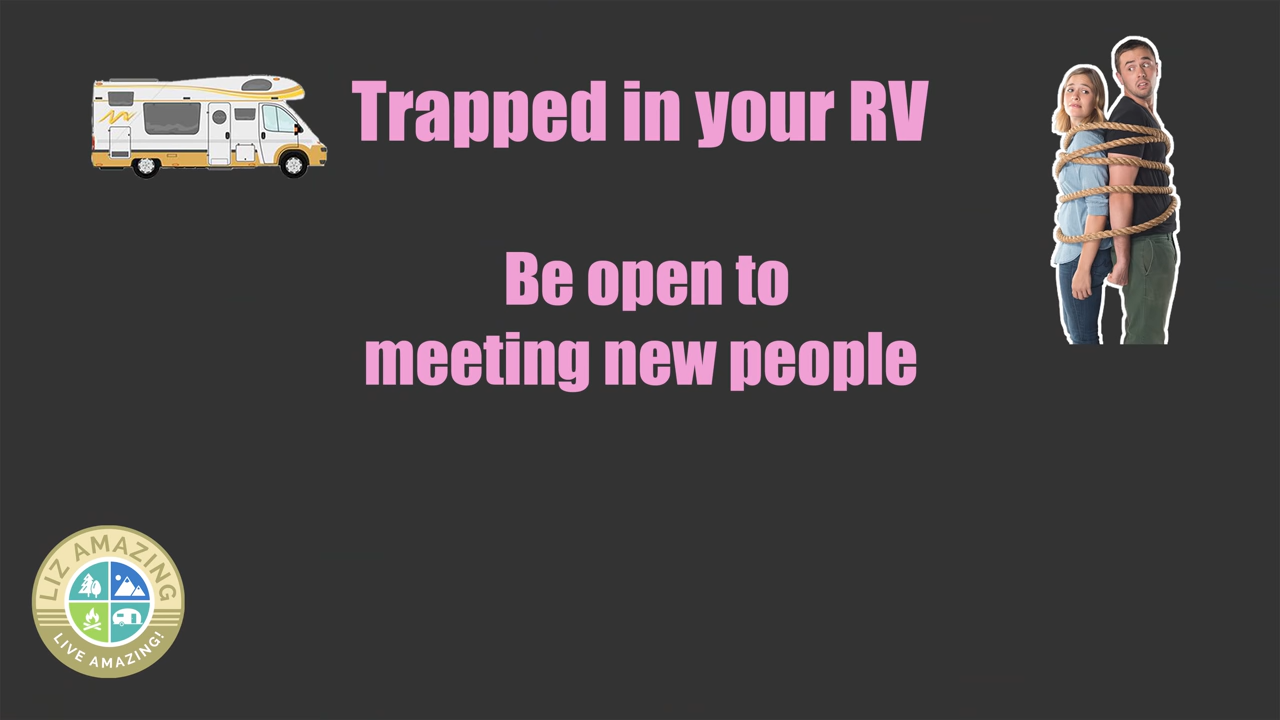 Trapped in your RV
Be open to
meeting new people
LIZ AMAZING
LIVE AMAZING!